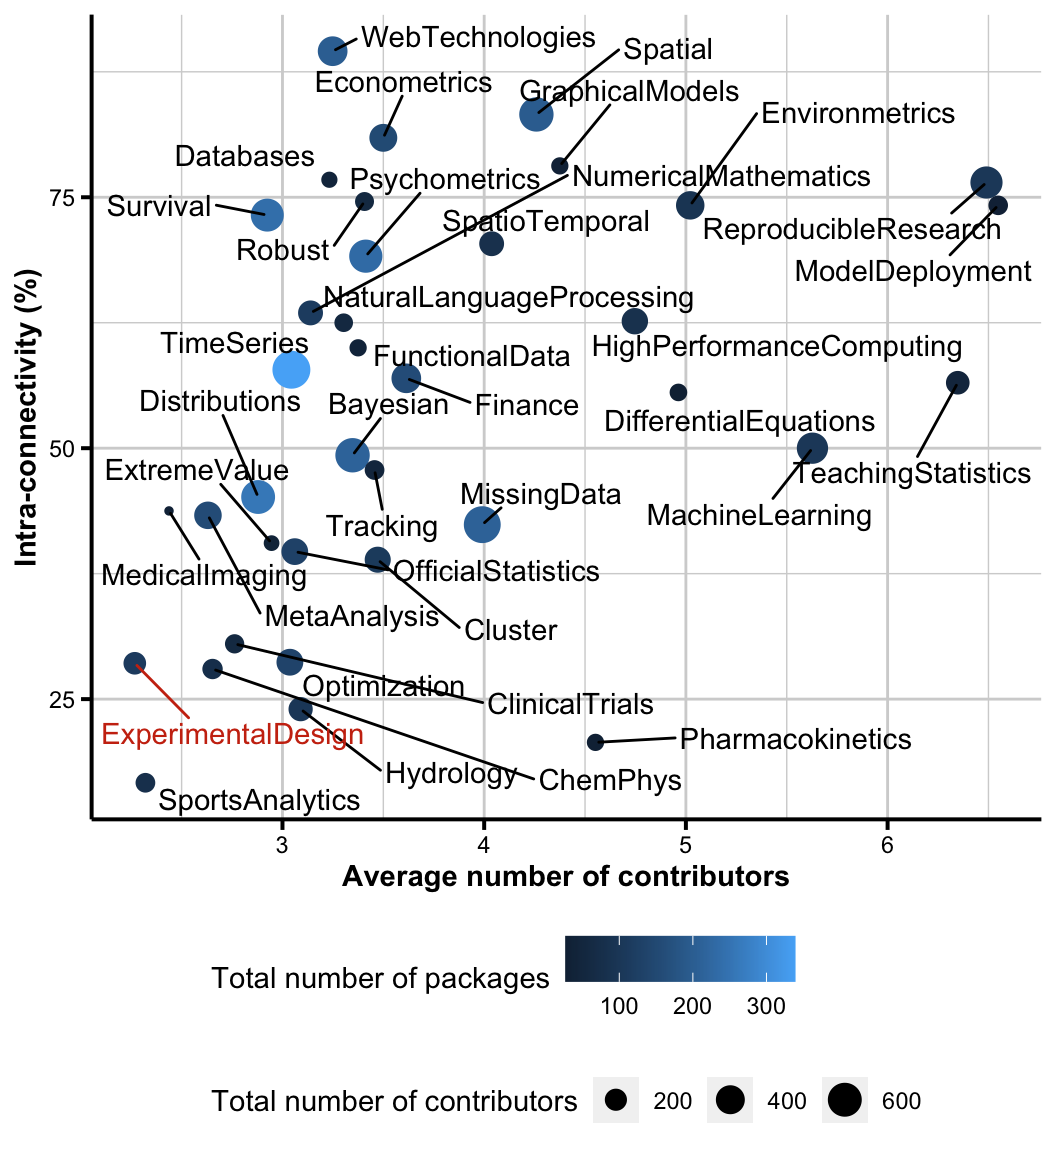 WebTechnologies
Spatial
Econometrics
GraphicalModels
Environmetrics
Databases
Psychometrics
NumericalMathematics
75
Survival
SpatioTemporal
ReproducibleResearch
Robust
ModelDeployment
NaturalLanguageProcessing
TimeSeries
FunctionalData
HighPerformanceComputing
Distributions
Bayesian
Finance
DifferentialEquations
50
ExtremeValue
TeachingStatistics
MissingData
Tracking
MachineLearning
MedicalImaging
OfficialStatistics
MetaAnalysis
Cluster
Optimization
25
ClinicalTrials
ExperimentalDesign
Pharmacokinetics
Hydrology
ChemPhys
SportsAnalytics
Intra-connectivity (%)
3 4 5 6
Average number of contributors
Total number of packages
100 200 300
Total number of contributors 200 400 600